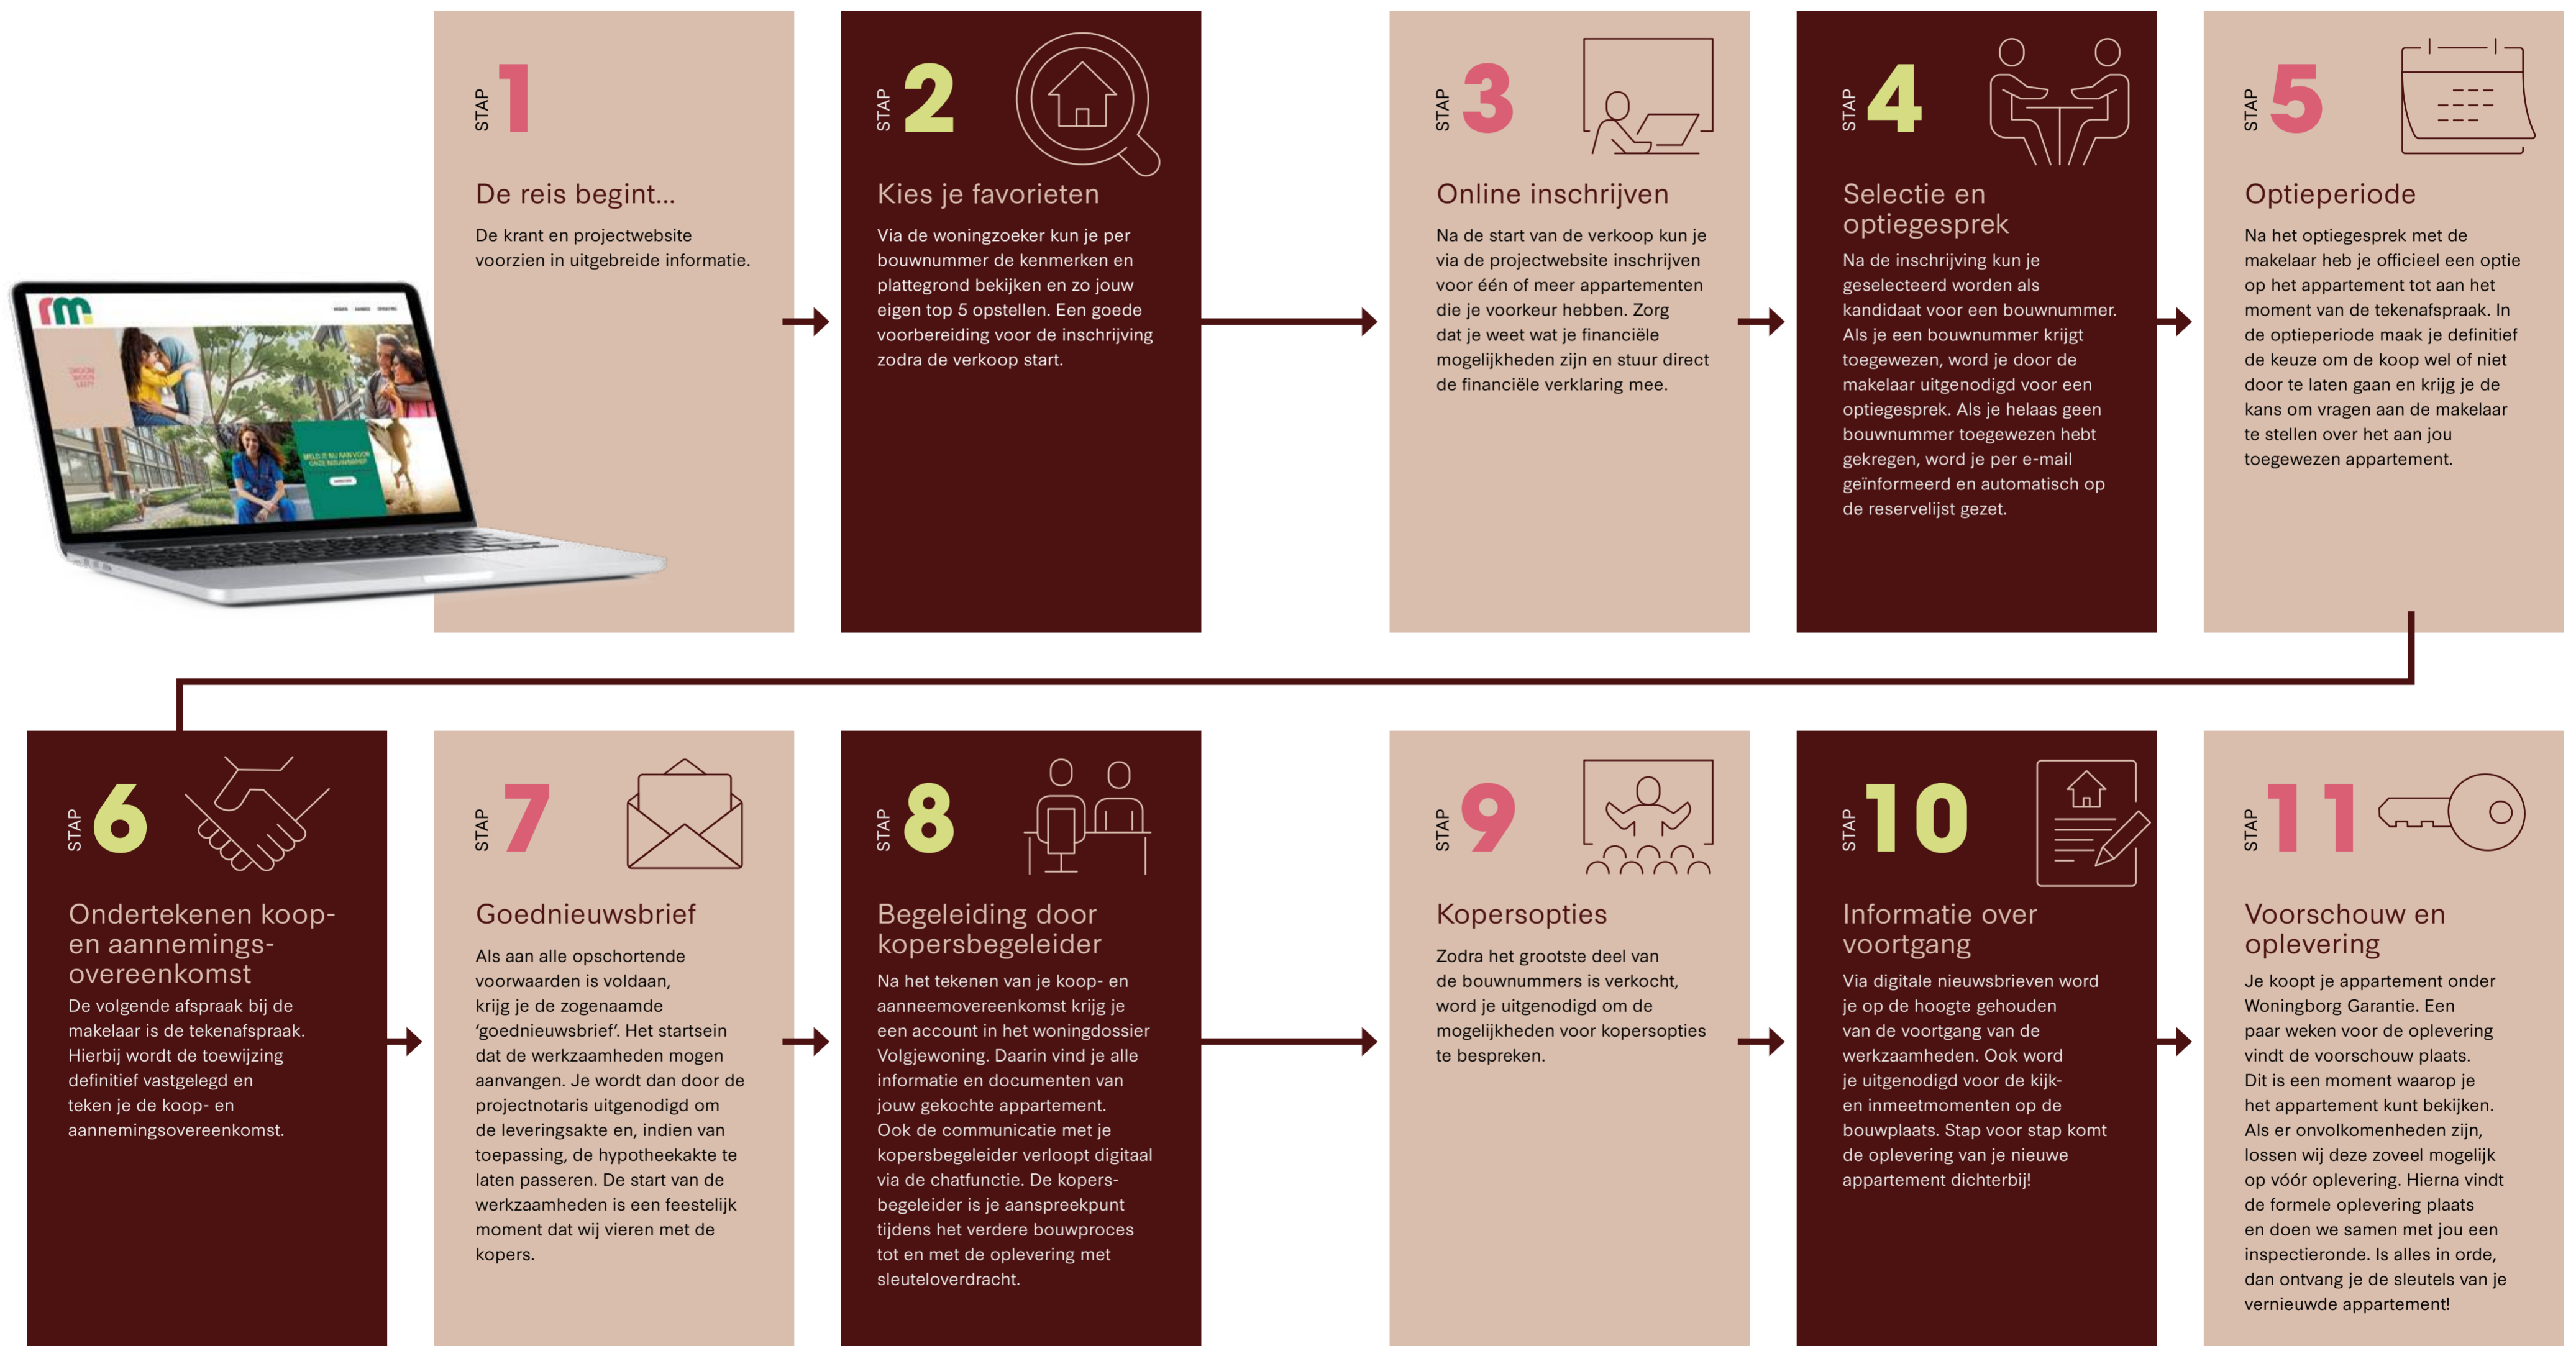 STAP 1
De reis begint...
De krant en projectwebsite
voorzien in uitgebreide informatie.
rm
MELD JE NU AAN VOOR
ONZE NIEUWSBRIEF
STAP 2
Kies je favorieten
Via de woningzoeker kun je per
bouwnummer de kenmerken en
plattegrond bekijken en zo jouw
eigen top 5 opstellen. Een goede
voorbereiding voor de inschrijving
zodra de verkoop start.
STAP 3
Online inschrijven
Na de start van de verkoop kun je
via de projectwebsite inschrijven
voor één of meer appartementen
die je voorkeur hebben. Zorg
dat je weet wat je financiële
mogelijkheden zijn en stuur direct
de financiële verklaring mee.
STAP 4
Selectie en
optiegesprek
Na de inschrijving kun je
geselecteerd worden als
kandidaat voor een bouwnummer.
Als je een bouwnummer krijgt
toegewezen, word je door de
makelaar uitgenodigd voor een
optiegesprek. Als je helaas geen
bouwnummer toegewezen hebt
gekregen, word je per e-mail
geïnformeerd en automatisch op
de reservelijst gezet.
STAP 5
Optieperiode
Na het optiegesprek met de
makelaar heb je officieel een optie
op het appartement tot aan het
moment van de tekenafspraak. In
de optieperiode maak je definitief
de keuze om de koop wel of niet
door te laten gaan en krijg je de
kans om vragen aan de makelaar
te stellen over het aan jou
toegewezen appartement.
STAP 6
Ondertekenen koop-
en aannemings-
overeenkomst
De volgende afspraak bij de
makelaar is de tekenafspraak.
Hierbij wordt de toewijzing
definitief vastgelegd en
teken je de koop- en
aannemingsovereenkomst.
STAP 7
Goednieuwsbrief
Als aan alle opschortende
voorwaarden is voldaan,
krijg je de zogenaamde
'goednieuwsbrief'. Het startsein
dat de werkzaamheden mogen
aanvangen. Je wordt dan door de
projectnotaris uitgenodigd om
de leveringsakte en, indien van
toepassing, de hypotheekakte te
laten passeren. De start van de
werkzaamheden is een feestelijk
moment dat wij vieren met de
kopers.
STAP 8
Begeleiding door
kopersbegeleider
Na het tekenen van je koop- en
aanneemovereenkomst krijg je
een account in het woningdossier
Volgjewoning. Daarin vind je alle
informatie en documenten van
jouw gekochte appartement.
Ook de communicatie met je
kopersbegeleider verloopt digitaal
via de chatfunctie. De kopers-
begeleider is je aanspreekpunt
tijdens het verdere bouwproces
tot en met de oplevering met
sleuteloverdracht.
STAP 9
Kopersopties
Zodra het grootste deel van
de bouwnummers is verkocht,
word je uitgenodigd om de
mogelijkheden voor kopersopties
te bespreken.
STAP 10
Informatie over
voortgang
Via digitale nieuwsbrieven word
je op de hoogte gehouden
van de voortgang van de
werkzaamheden. Ook word
je uitgenodigd voor de kijk-
en inmeetmomenten op de
bouwplaats. Stap voor stap komt
de oplevering van je nieuwe
appartement dichterbij!
STAP 11
Voorschouw en
oplevering
Je koopt je appartement onder
Woningborg Garantie. Een
paar weken voor de oplevering
vindt de voorschouw plaats.
Dit is een moment waarop je
het appartement kunt bekijken.
Als er onvolkomenheden zijn,
lossen wij deze zoveel mogelijk
op vóór oplevering. Hierna vindt
de formele oplevering plaats
en doen we samen met jou een
inspectieronde. Is alles in orde,
dan ontvang je de sleutels van je
vernieuwde appartement!